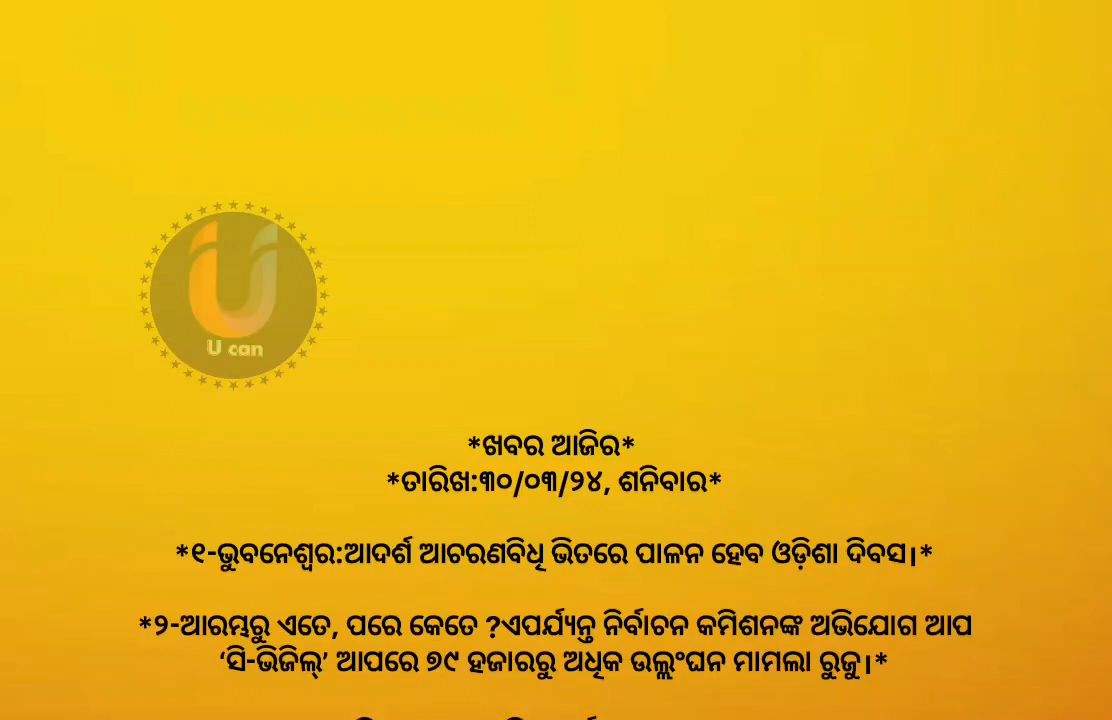 U can
*ଖବର ଆଜିର*
*ତାରିଖ:୩୦/୦୩/୨୪, ଶନିବାର*
*୧-ଭୁବନେଶ୍ୱର:ଆଦର୍ଶ ଆଚରଣବିଧି ଭିତରେ ପାଳନ ହେବ ଓଡ଼ିଶା ଦିବସ।*
*୨-ଆରମ୍ଭରୁ ଏତେ, ପରେ କେତେ ?ଏପର୍ଯ୍ୟନ୍ତ ନିର୍ବାଚନ କମିଶନଙ୍କ ଅଭିଯୋଗ ଆପ
‘ସି-ଭିଜିଲ୍’ ଆପରେ ୭୯ ହଜାରରୁ ଅଧିକ ଉଲ୍ଲଂଘନ ମାମଲା ରୁଜୁ।*